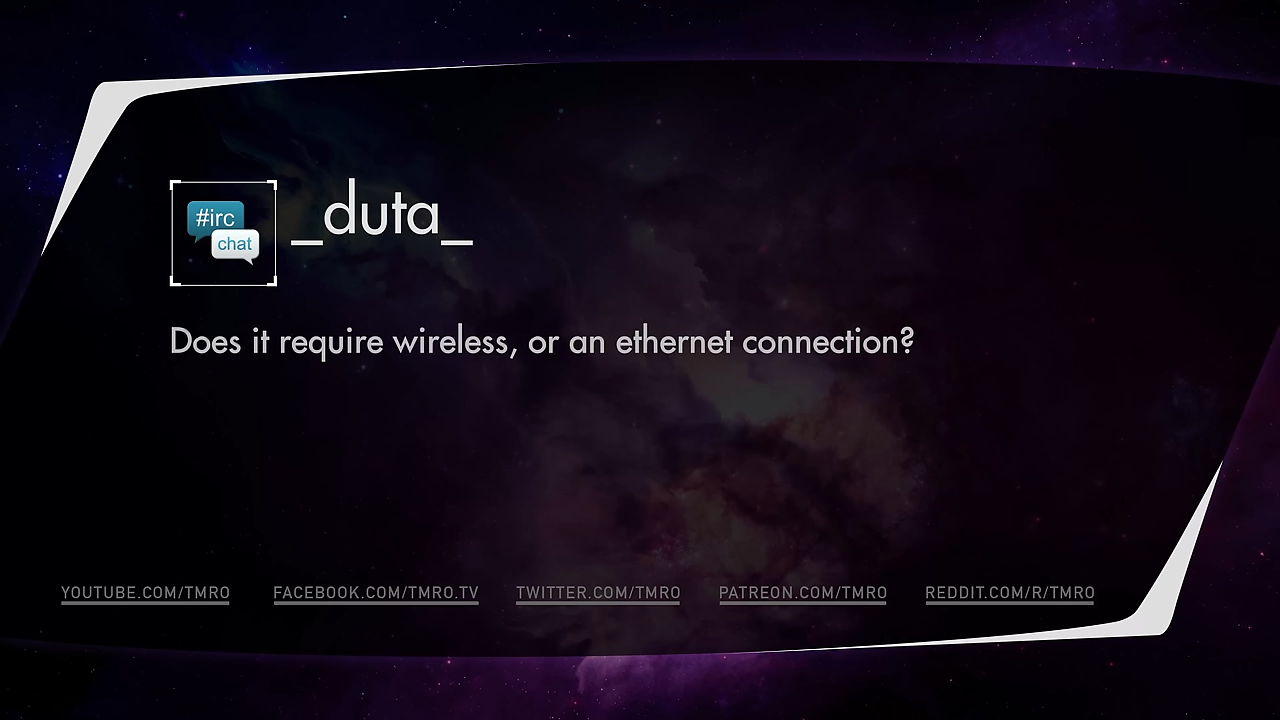 #irc
chat
_duta_
Does it require wireless, or an ethernet connection?
YOUTUBE.COM/TMRO FACEBOOK.COM/TMRO.TV TWITTER.COM/TMRO PATREON.COM/TMRO REDDIT.COM/R/TMRO